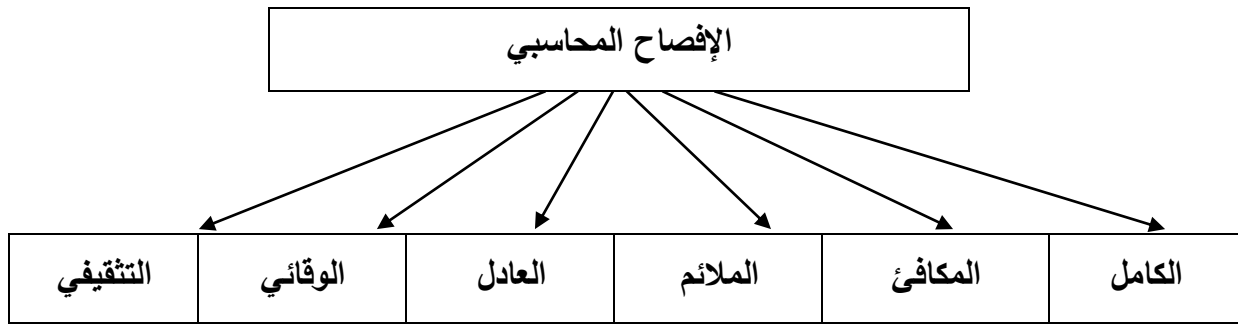 الإفصاح المحاسبي
الكامل المكافئ الملائم العادل الوقائي التثقيفي